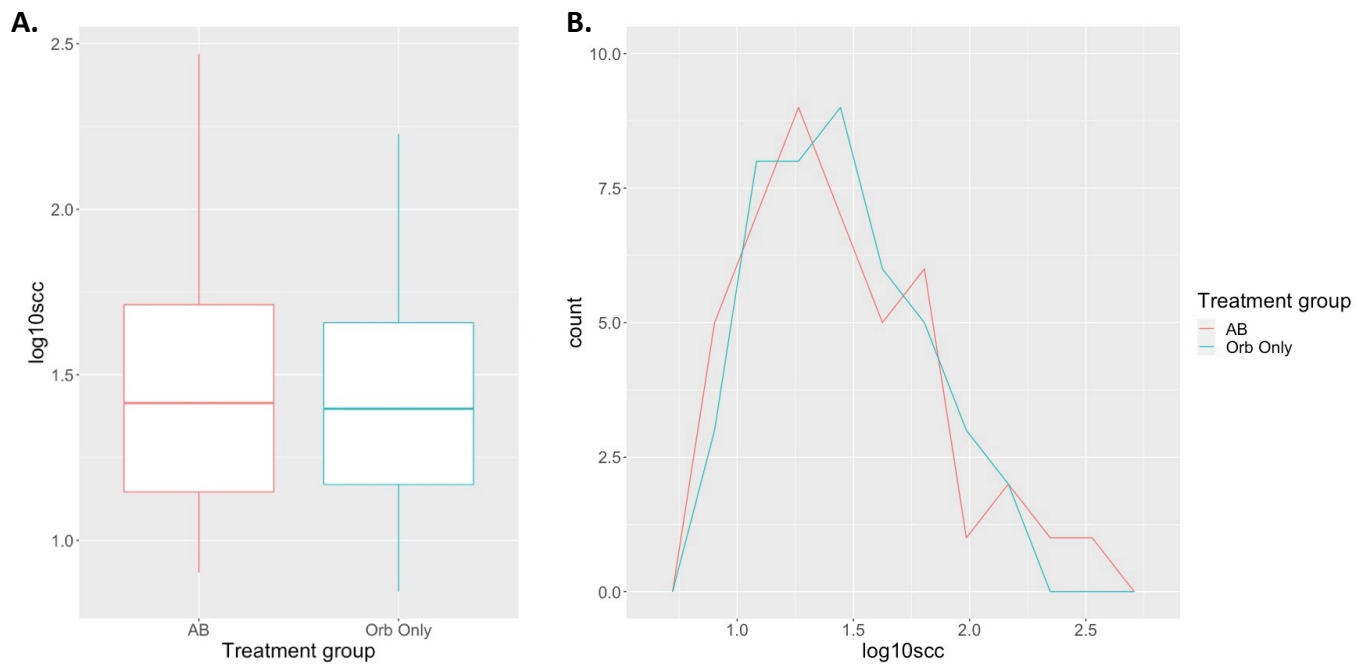 A.
2.5
2.0
1.5
1.0
log10scc
AB
Orb Only
Treatment group
B.
10.0
7.5
5.0
2.5
0.0
count
1.0
1.5
2.0
2.5
log10scc
Treatment group
AB
Orb Only